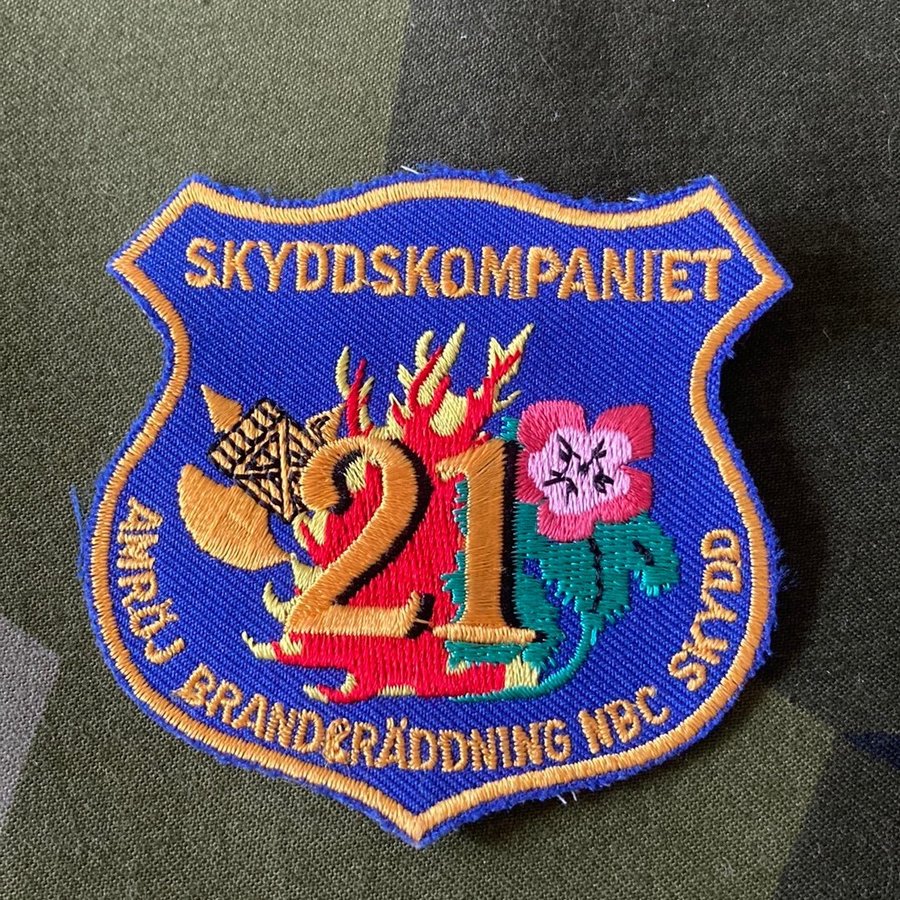 SKYDDSKOMPANIET
21
AMRÖJ BRAND&RÄDDNING NBC SKYDD